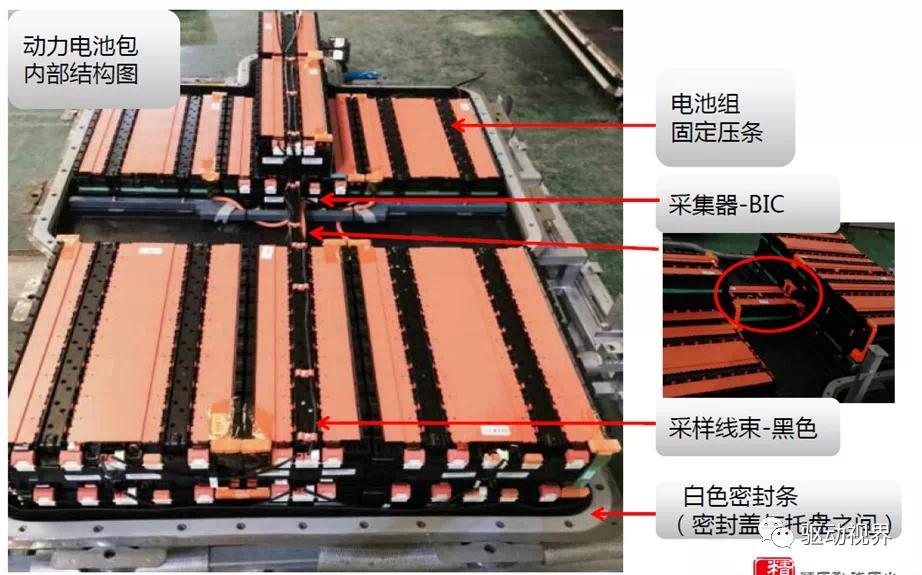 动力电池包
内部结构图
电池组
固定压条
采集器-BIC
采样线束-黑色
白色密封条
（密封盖与托盘之间）
驱动视界
精